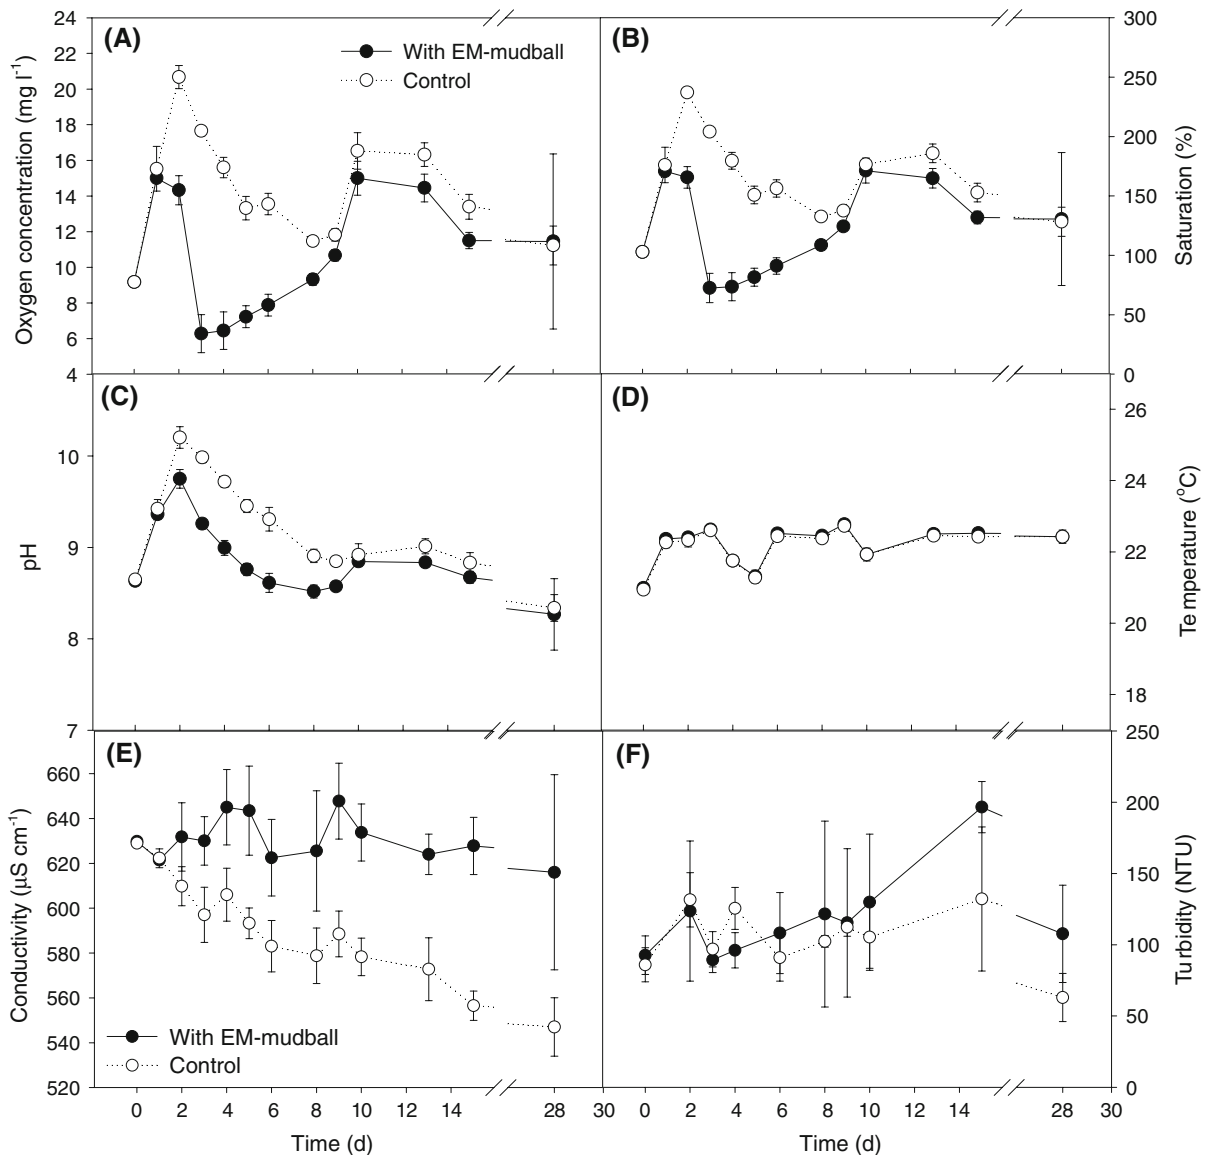 (A)
With EM-mudball
Control
24
22
20
18
16
14
12
10
8
6
4
Oxygen concentration (mg l⁻¹)
(B)
300
250
200
150
100
50
0
Saturation (%)
(C)
10
9
8
7
pH
(D)
26
24
22
20
18
Temperature (°C)
(E)
660
640
620
600
580
560
540
520
Conductivity (µS cm⁻¹)
With EM-mudball
Control
0 2 4 6 8 10 12 14 28 30
Time (d)
(F)
250
200
150
100
50
0
Turbidity (NTU)
0 2 4 6 8 10 12 14 28 30
Time (d)